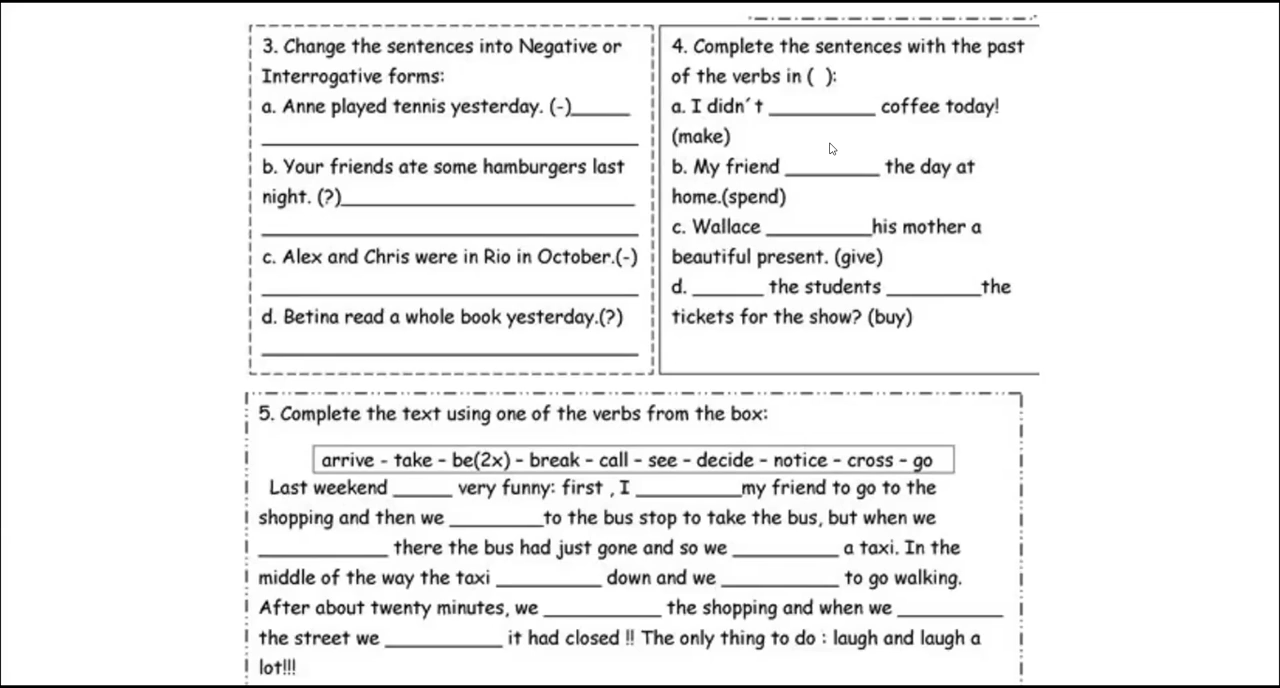 3. Change the sentences into Negative or
Interrogative forms:
a. Anne played tennis yesterday. (-)______
b. Your friends ate some hamburgers last
night. (?)______
c. Alex and Chris were in Rio in October.(-)
d. Betina read a whole book yesterday.(?)
4. Complete the sentences with the past
of the verbs in ( ):
a. I didn´t __________ coffee today!
(make)
b. My friend _________ the day at
home.(spend)
c. Wallace __________his mother a
beautiful present. (give)
d. _______ the students _________the
tickets for the show? (buy)
5. Complete the text using one of the verbs from the box:
arrive - take - be(2x) - break - call - see - decide - notice - cross - go
Last weekend ______ very funny: first , I __________my friend to go to the
shopping and then we _________to the bus stop to take the bus, but when we
____________ there the bus had just gone and so we __________ a taxi. In the
middle of the way the taxi __________ down and we ___________ to go walking.
After about twenty minutes, we ___________ the shopping and when we __________
the street we ___________ it had closed !! The only thing to do : laugh and laugh a
lot!!!